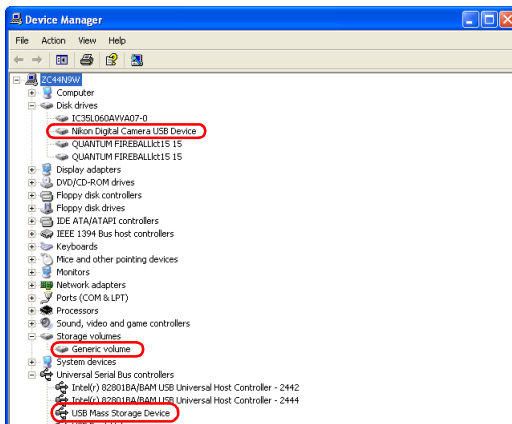 Device Manager
File Action View Help
ZC44N9W
Computer
Disk drives
IC35L060AVVA07-0
Nikon Digital Camera USB Device
QUANTUM FIREBALLlct15 15
QUANTUM FIREBALLlct15 15
Display adapters
DVD/CD-ROM drives
Floppy disk controllers
Floppy disk drives
IDE ATA/ATAPI controllers
IEEE 1394 Bus host controllers
Keyboards
Mice and other pointing devices
Monitors
Network adapters
Ports (COM & LPT)
Processors
Sound, video and game controllers
Storage volumes
Generic volume
System devices
Universal Serial Bus controllers
Intel(r) 82801BA/BAM USB Universal Host Controller - 2442
Intel(r) 82801BA/BAM USB Universal Host Controller - 2444
USB Mass Storage Device